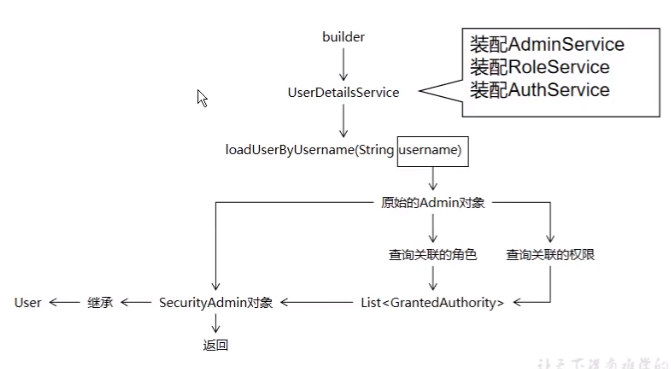 builder
装配AdminService
装配RoleService
装配AuthService
UserDetailsService
loadUserByUsername(String username)
原始的Admin对象
查询关联的角色
查询关联的权限
User
继承
SecurityAdmin对象
List<GrantedAuthority>
返回